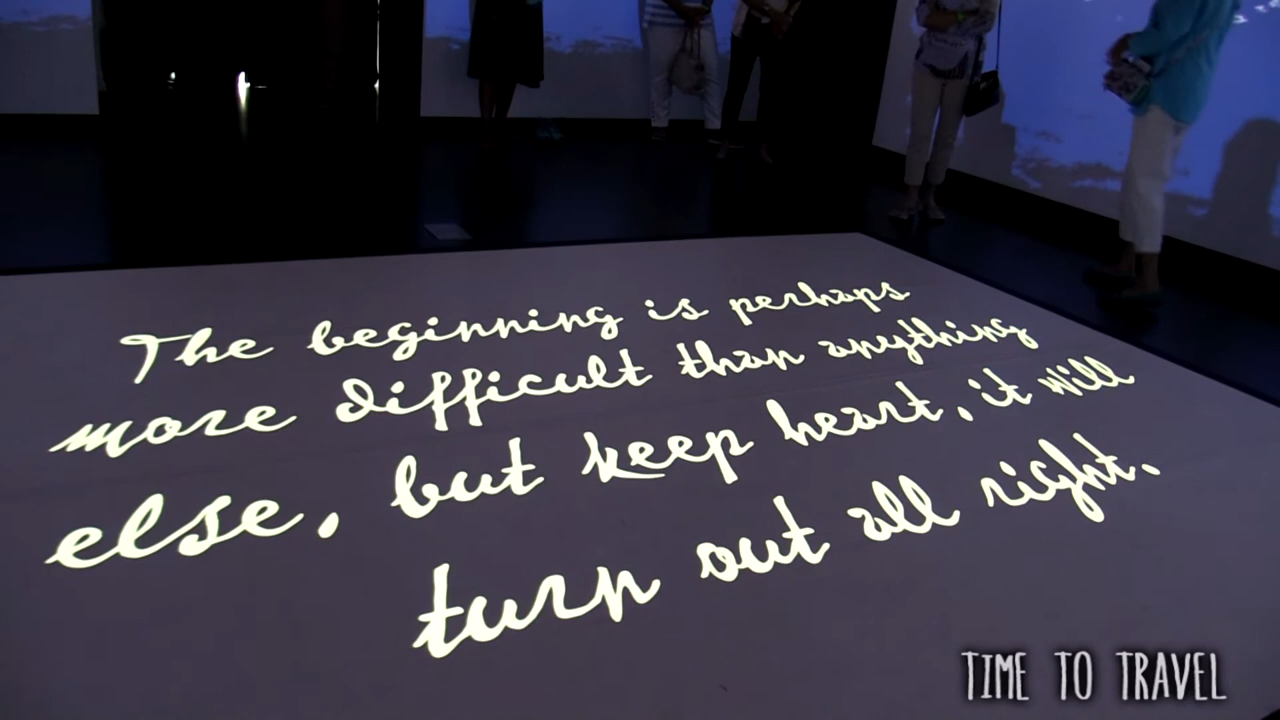 The beginning is perhaps
more difficult than anything
else, but keep heart, it will
turn out all right.
TIME TO TRAVEL